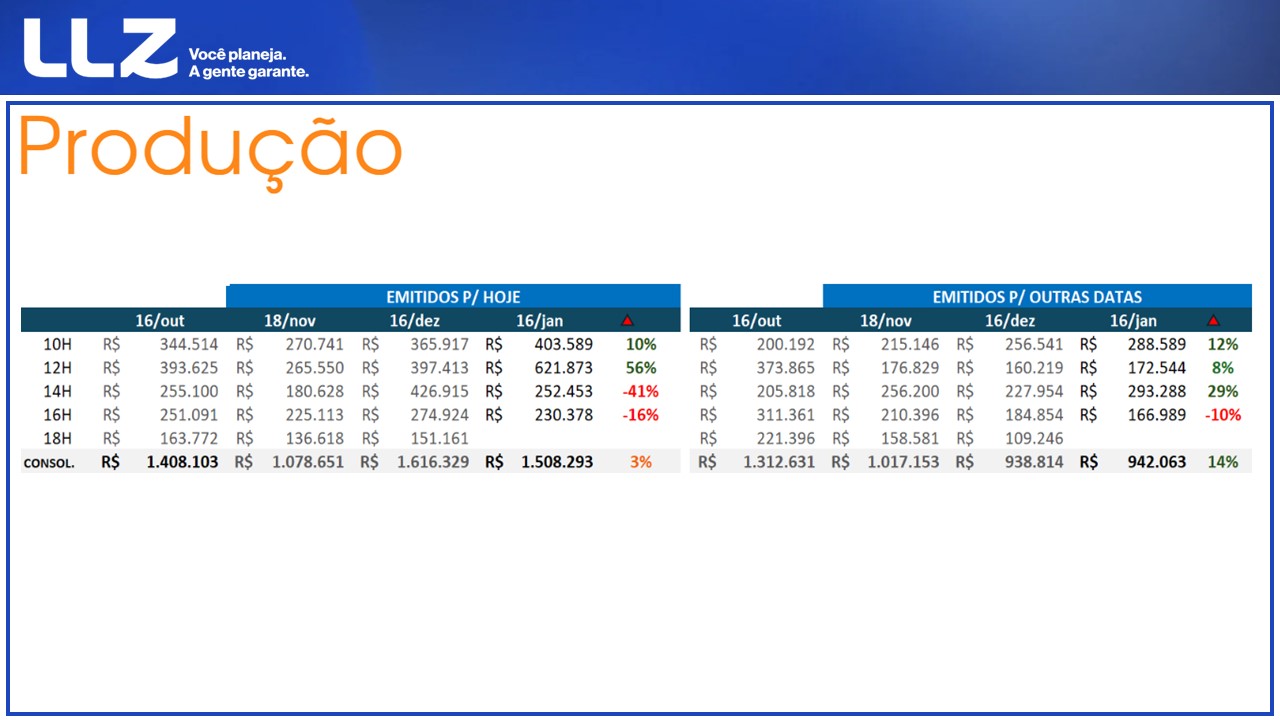 LLZ
Você planeja.
A gente garante.
Produção
EMITIDOS P/ HOJE EMITIDOS P/ OUTRAS DATAS
16/out 18/nov 16/dez 16/jan ▲ 16/out 18/nov 16/dez 16/jan ▲
10H R$ 344.514 R$ 270.741 R$ 365.917 R$ 403.589 10% R$ 200.192 R$ 215.146 R$ 256.541 R$ 288.589 12%
12H R$ 393.625 R$ 265.550 R$ 397.413 R$ 621.873 56% R$ 373.865 R$ 176.829 R$ 160.219 R$ 172.544 8%
14H R$ 255.100 R$ 180.628 R$ 426.915 R$ 252.453 -41% R$ 205.818 R$ 256.200 R$ 227.954 R$ 293.288 29%
16H R$ 251.091 R$ 225.113 R$ 274.924 R$ 230.378 -16% R$ 311.361 R$ 210.396 R$ 184.854 R$ 166.989 -10%
18H R$ 163.772 R$ 136.618 R$ 151.161 R$ 221.396 R$ 158.581 R$ 109.246
CONSOL. R$ 1.408.103 R$ 1.078.651 R$ 1.616.329 R$ 1.508.293 3% R$ 1.312.631 R$ 1.017.153 R$ 938.814 R$ 942.063 14%